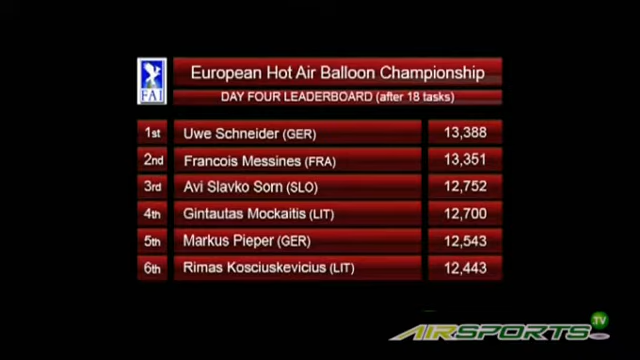 European Hot Air Balloon Championship
FAI
DAY FOUR LEADERBOARD (after 18 tasks)
1st Uwe Schneider (GER) 13,388
2nd Francois Messines (FRA) 13,351
3rd Avi Slavko Sorn (SLO) 12,752
4th Gintautas Mockaitis (LIT) 12,700
5th Markus Pieper (GER) 12,543
6th Rimas Kosciuskevicius (LIT) 12,443
AIRSPORTS.TV